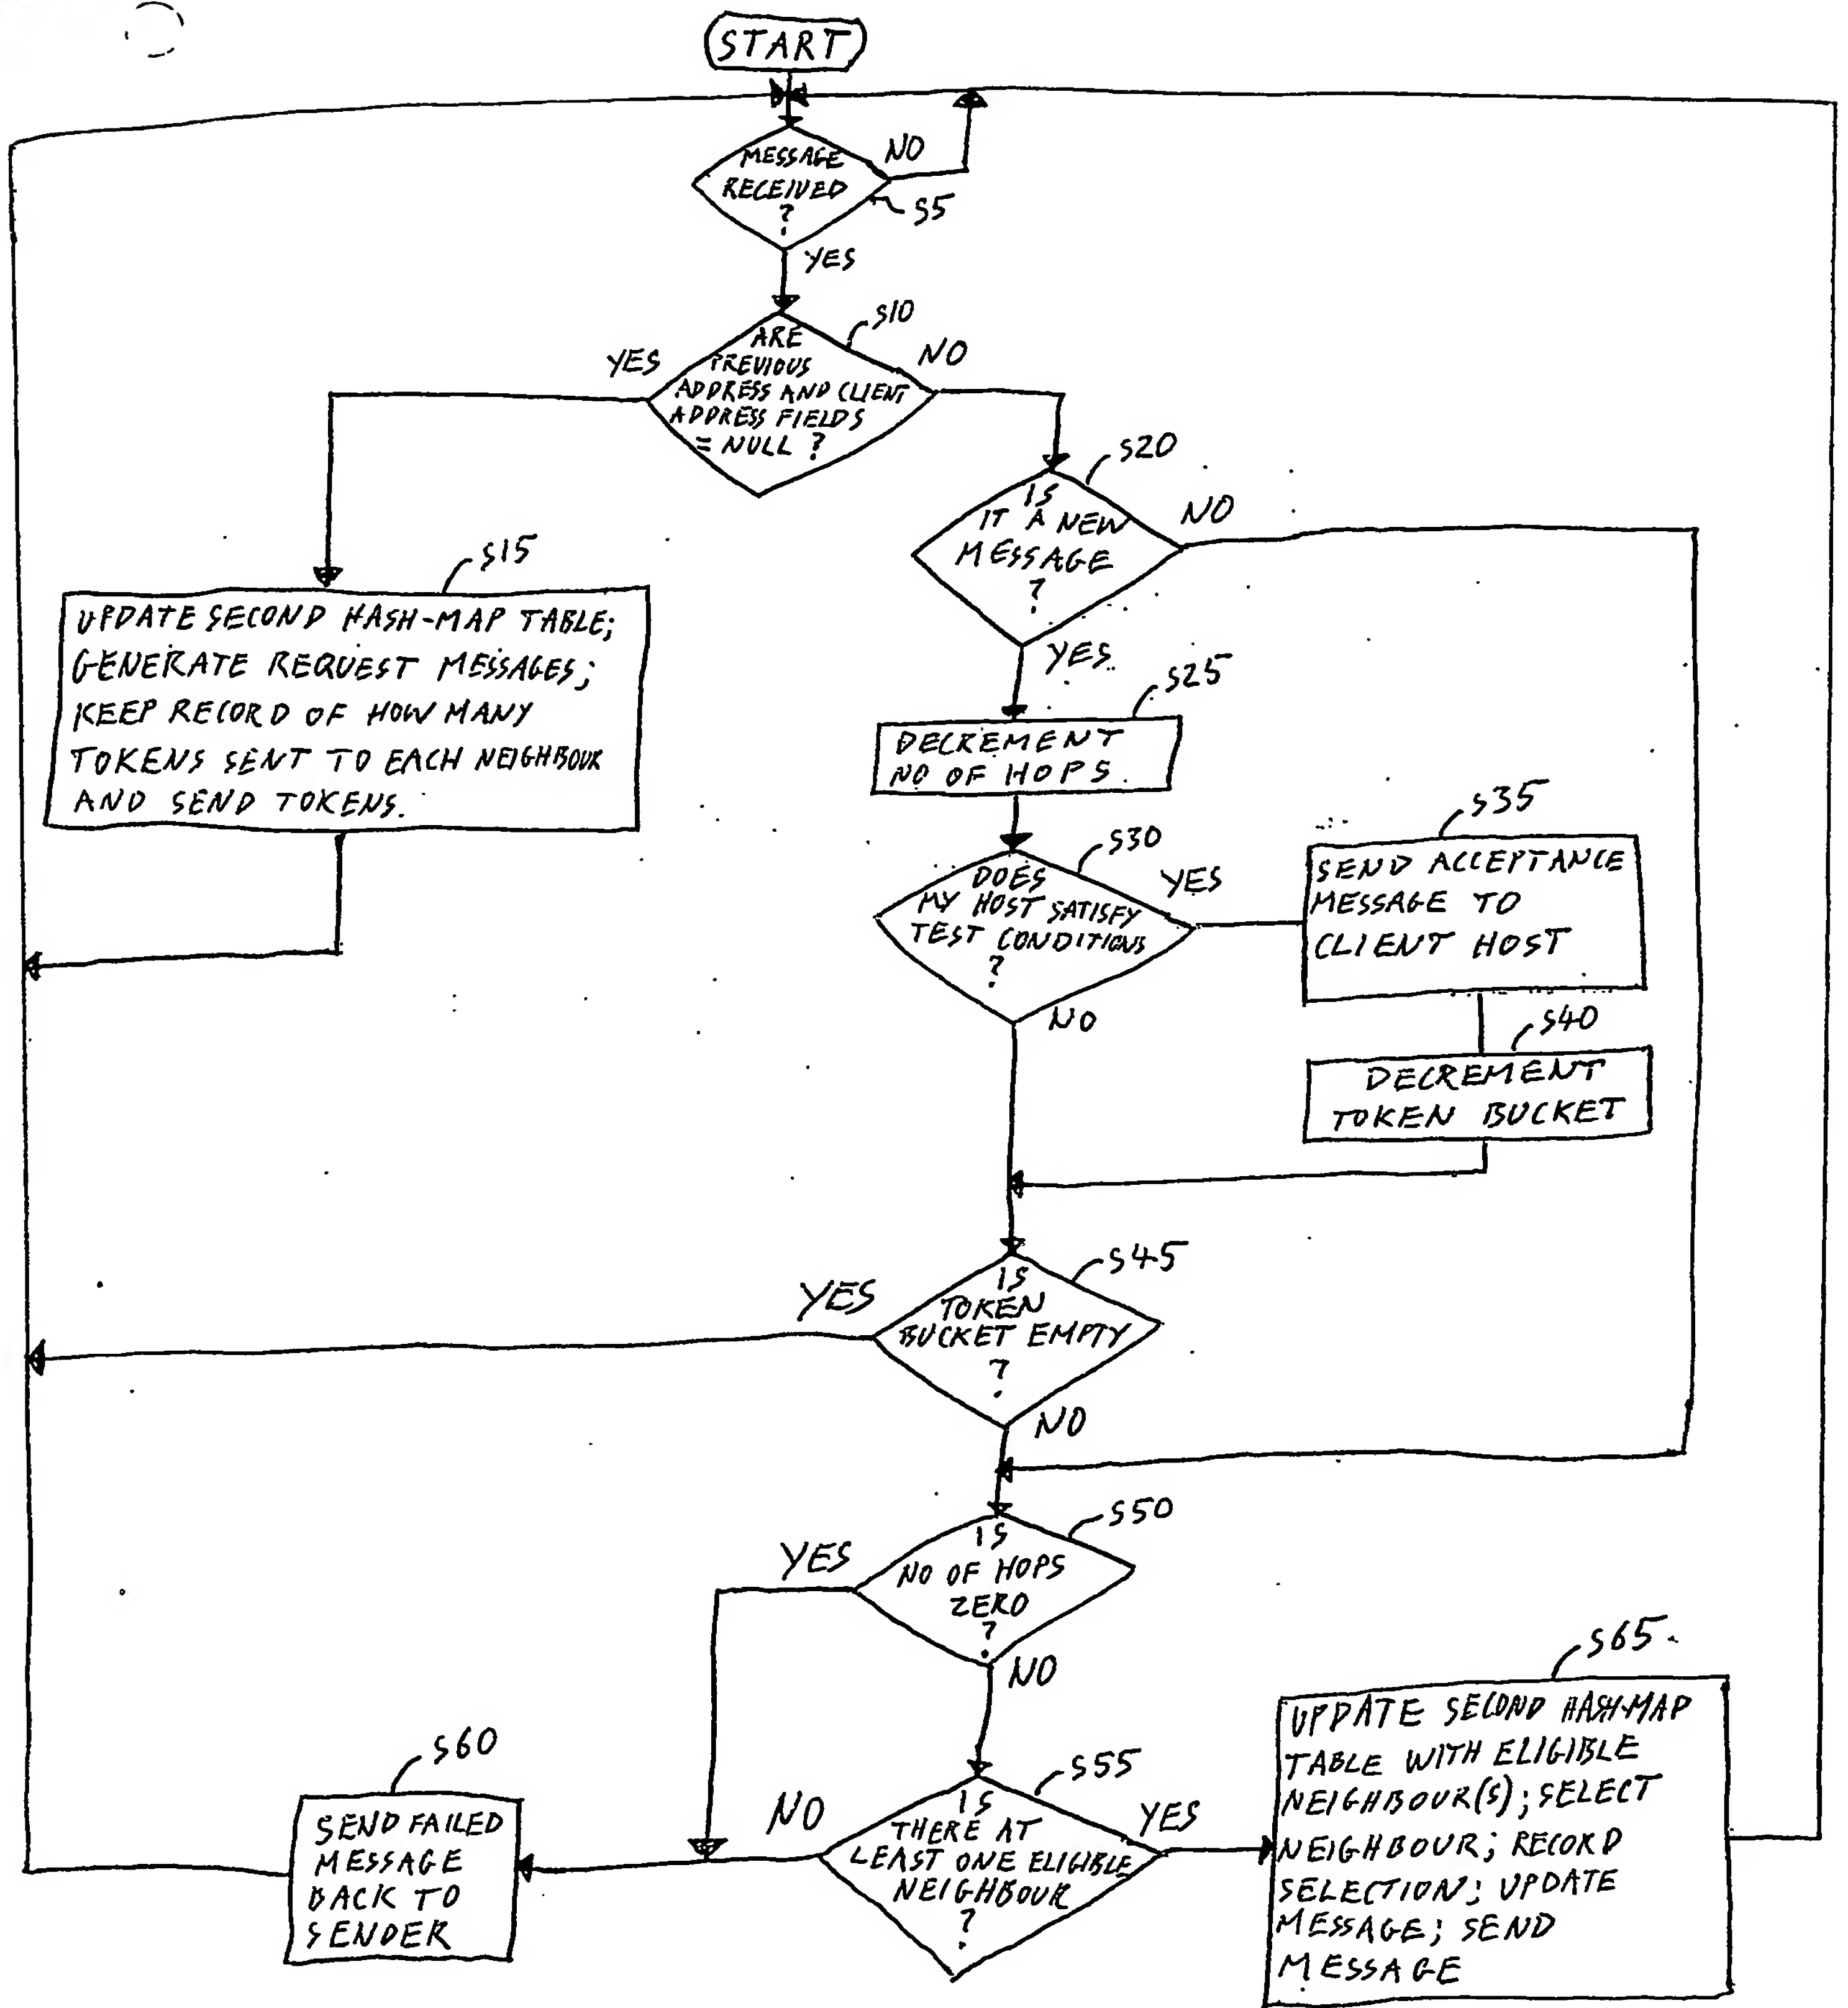 START
MESSAGE
RECEIVED
?
NO
S5
YES
S10
ARE
PREVIOUS
ADDRESS AND CLIENT
ADDRESS FIELDS
= NULL ?
YES
NO
S20
IS
IT A NEW
MESSAGE
?
NO
YES
S15
UPDATE SECOND HASH-MAP TABLE;
GENERATE REQUEST MESSAGES;
KEEP RECORD OF HOW MANY
TOKENS SENT TO EACH NEIGHBOUR
AND SEND TOKENS.
S25
DECREMENT
NO OF HOPS.
S30
DOES
MY HOST SATISFY
TEST CONDITIONS
?
YES
NO
S35
SEND ACCEPTANCE
MESSAGE TO
CLIENT HOST
S40
DECREMENT
TOKEN BUCKET
S45
IS
TOKEN
BUCKET EMPTY
?
YES
NO
S50
IS
NO OF HOPS
ZERO
?
YES
NO
S55
IS
THERE AT
LEAST ONE ELIGIBLE
NEIGHBOUR
?
NO
YES
S60
SEND FAILED
MESSAGE
BACK TO
SENDER
S65
UPDATE SECOND HASH-MAP
TABLE WITH ELIGIBLE
NEIGHBOUR(S); SELECT
NEIGHBOUR; RECORD
SELECTION; UPDATE
MESSAGE; SEND
MESSAGE